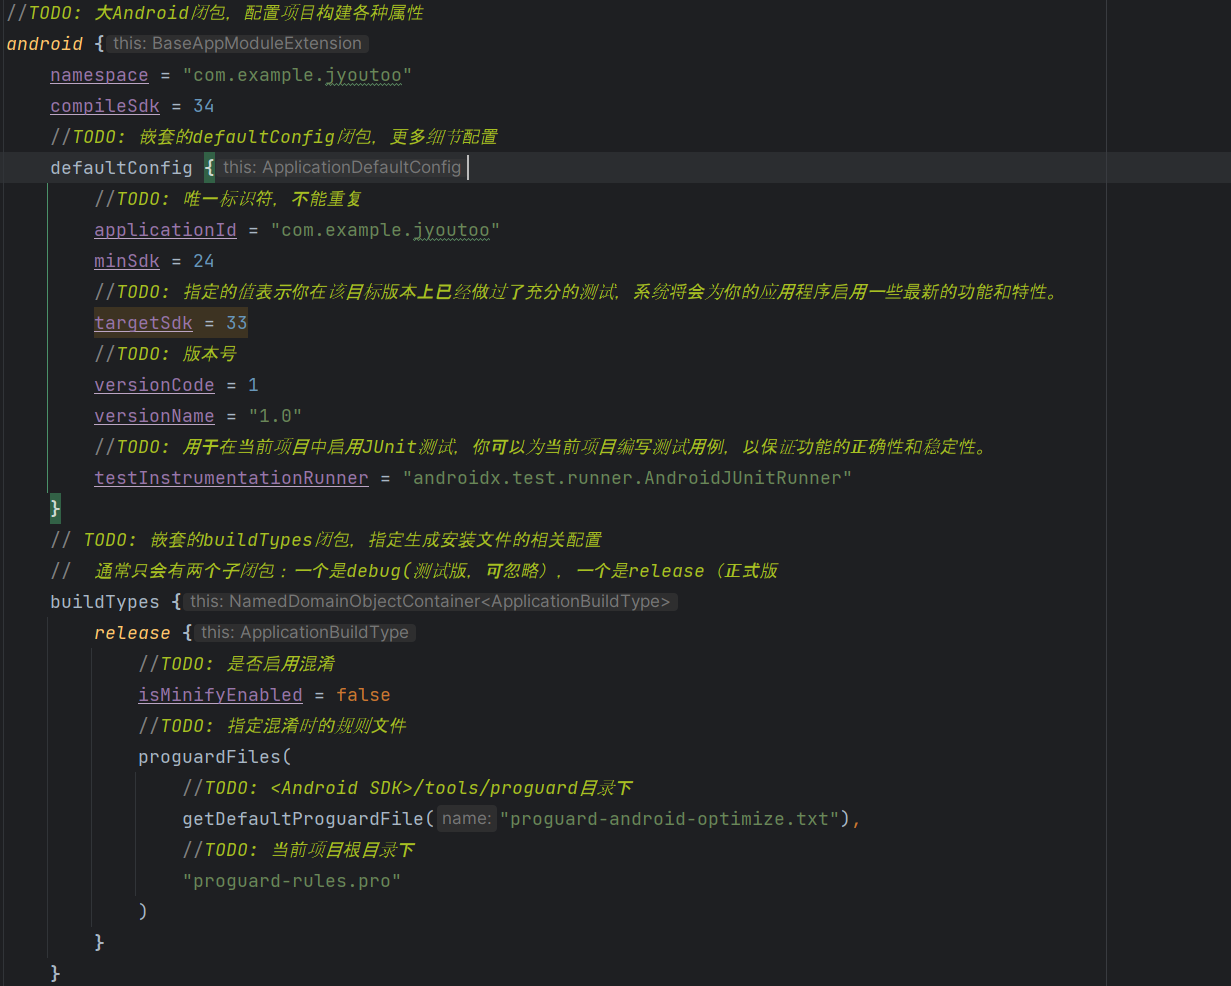 //TODO: 大Android闭包，配置项目构建各种属性
android { this: BaseAppModuleExtension
namespace = "com.example.jyoutoo"
compileSdk = 34
//TODO: 嵌套的defaultConfig闭包，更多细节配置
defaultConfig { this: ApplicationDefaultConfig
//TODO: 唯一标识符，不能重复
applicationId = "com.example.jyoutoo"
minSdk = 24
//TODO: 指定的值表示你在该目标版本上已经做过了充分的测试，系统将会为你的应用程序启用一些最新的功能和特性。
targetSdk = 33
//TODO: 版本号
versionCode = 1
versionName = "1.0"
//TODO: 用于在当前项目中启用JUnit测试，你可以为当前项目编写测试用例，以保证功能的正确性和稳定性。
testInstrumentationRunner = "androidx.test.runner.AndroidJUnitRunner"
}
// TODO: 嵌套的buildTypes闭包，指定生成安装文件的相关配置
//  通常只会有两个子闭包：一个是debug(测试版，可忽略），一个是release（正式版
buildTypes { this: NamedDomainObjectContainer<ApplicationBuildType>
release { this: ApplicationBuildType
//TODO: 是否启用混淆
isMinifyEnabled = false
//TODO: 指定混淆时的规则文件
proguardFiles(
//TODO: <Android SDK>/tools/proguard目录下
getDefaultProguardFile( name: "proguard-android-optimize.txt"),
//TODO: 当前项目根目录下
"proguard-rules.pro"
)
}
}